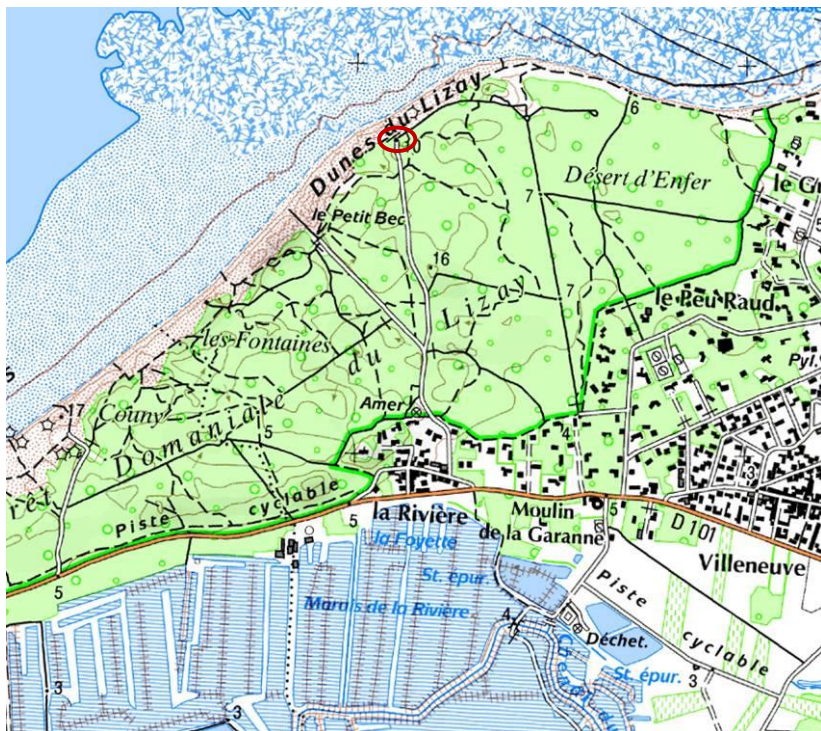 Dunes du Lizay
10
6
Désert d'Enfer
7
le Petit Bec
16
5
le Peu Raud
7
Lizay
les Fontaines
du
Pyl.
Amer
17
Couny
Domaniale
5
4
3
rêt
Piste cyclable
la Rivière
Moulin
de la Garanne
5
D 101
5
Villeneuve
la Foyette
St. épur.
5
Marais de la Rivière
4
Piste cyclable
Déchet.
St. épur.
3
3
3